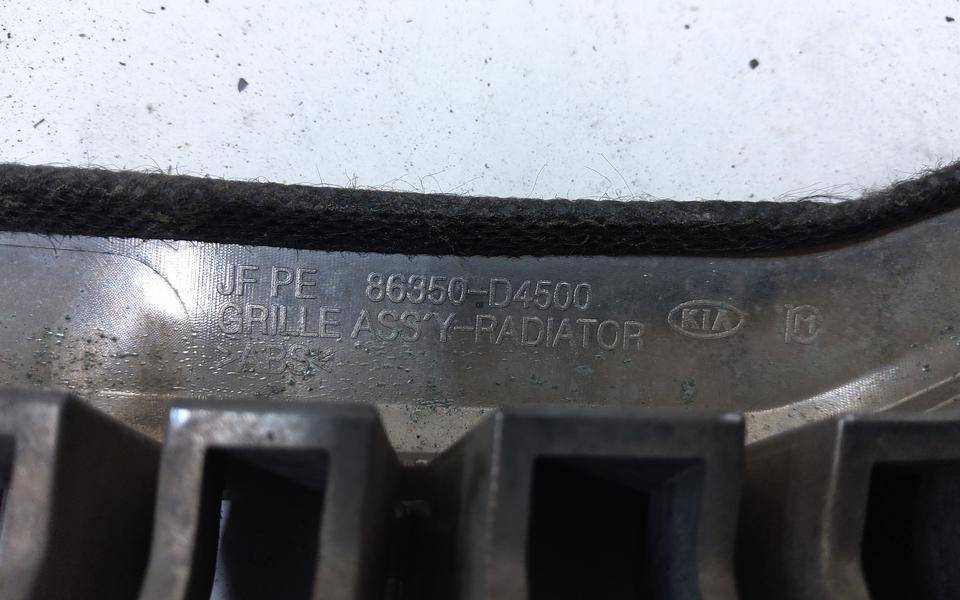 JF PE 86350-D4500
GRILLE ASS'Y-RADIATOR
>ABS<
KIA